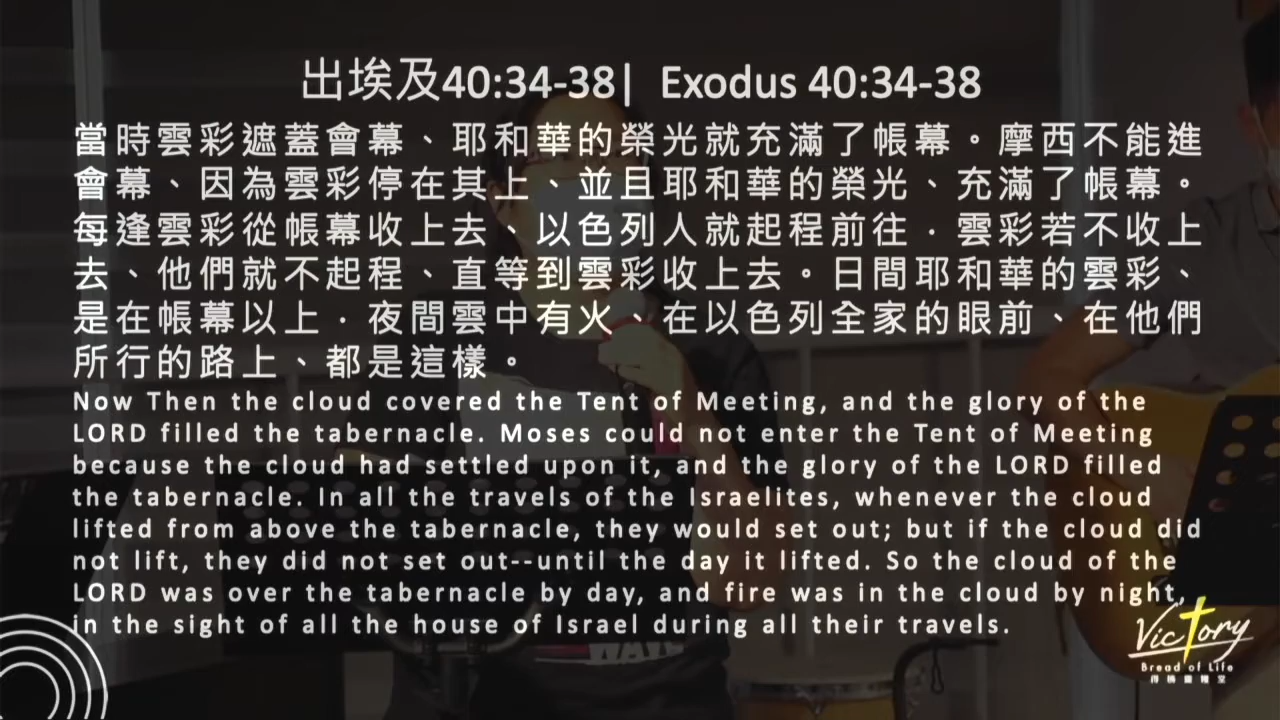 出埃及40:34-38| Exodus 40:34-38
當時雲彩遮蓋會幕、耶和華的榮光就充滿了帳幕。摩西不能進
會幕、因為雲彩停在其上、並且耶和華的榮光、充滿了帳幕。
每逢雲彩從帳幕收上去、以色列人就起程前往．雲彩若不收上
去、他們就不起程、直等到雲彩收上去。日間耶和華的雲彩、
是在帳幕以上．夜間雲中有火、在以色列全家的眼前、在他們
所行的路上、都是這樣。
Now Then the cloud covered the Tent of Meeting, and the glory of the
LORD filled the tabernacle. Moses could not enter the Tent of Meeting
because the cloud had settled upon it, and the glory of the LORD filled
the tabernacle. In all the travels of the Israelites, whenever the cloud
lifted from above the tabernacle, they would set out; but if the cloud did
not lift, they did not set out--until the day it lifted. So the cloud of the
LORD was over the tabernacle by day, and fire was in the cloud by night,
in the sight of all the house of Israel during all their travels.
Victory
Bread of Life
得勝靈糧堂